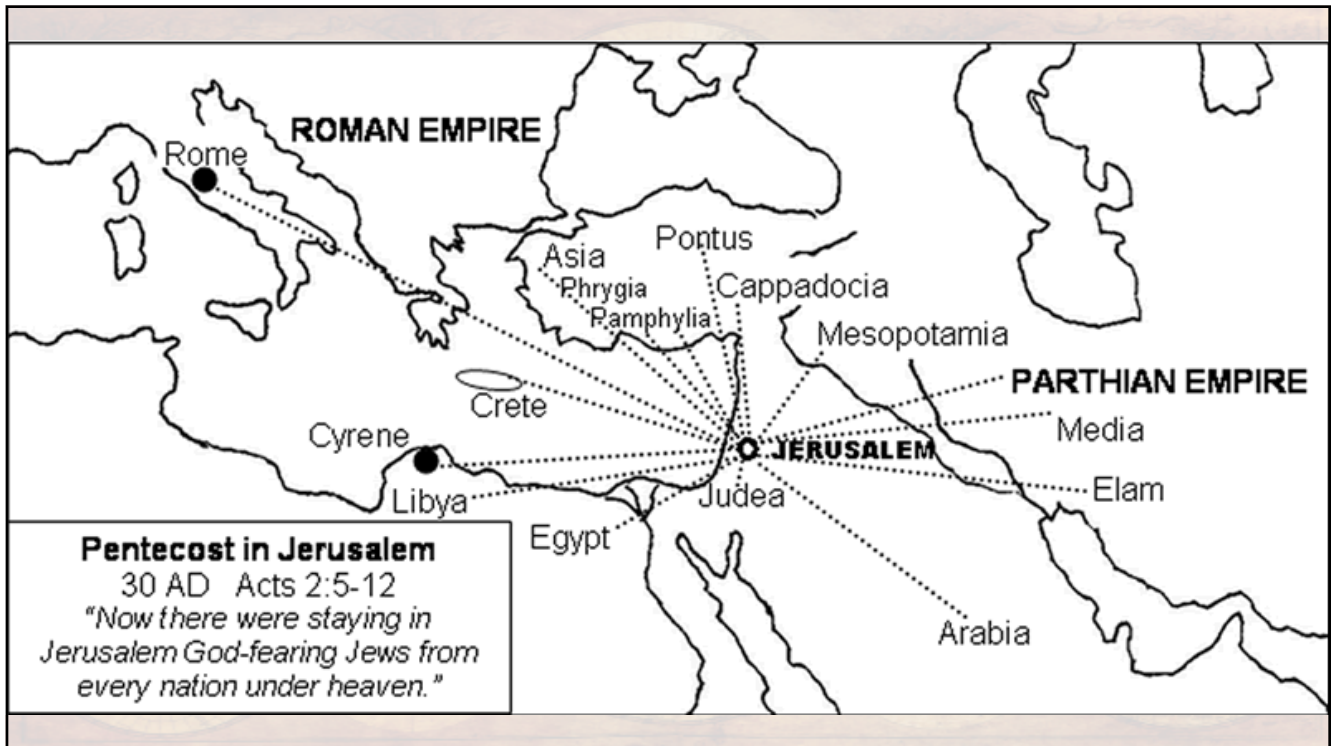 ROMAN EMPIRE
Rome
Pontus
Asia
Cappadocia
Phrygia
Pamphylia
Mesopotamia
PARTHIAN EMPIRE
Crete
Media
Cyrene
JERUSALEM
Elam
Libya
Judea
Egypt
Arabia
Pentecost in Jerusalem
30 AD Acts 2:5-12
"Now there were staying in
Jerusalem God-fearing Jews from
every nation under heaven."